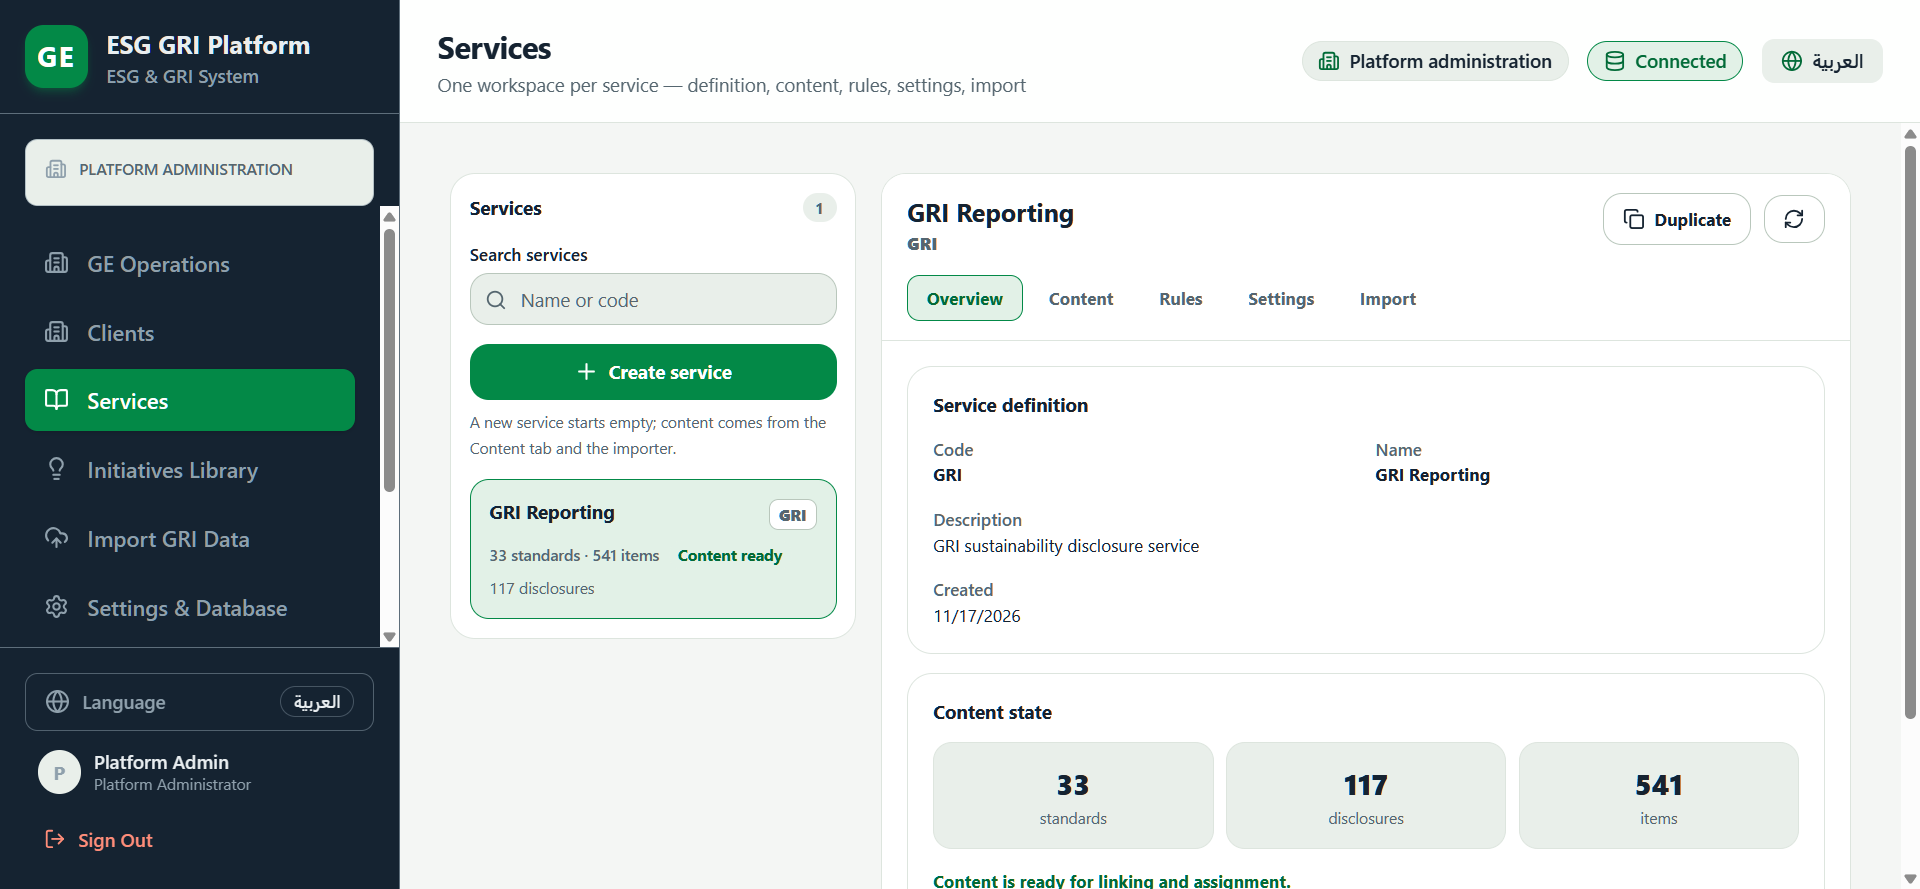 GE
ESG GRI Platform
ESG & GRI System
PLATFORM ADMINISTRATION
GE Operations
Clients
Services
Initiatives Library
Import GRI Data
Settings & Database
Language
العربية
P
Platform Admin
Platform Administrator
Sign Out
Services
One workspace per service — definition, content, rules, settings, import
Platform administration
Connected
العربية
Services
1
Search services
Name or code
Create service
A new service starts empty; content comes from the
Content tab and the importer.
GRI Reporting
GRI
33 standards · 541 items
Content ready
117 disclosures
GRI Reporting
GRI
Duplicate
Overview
Content
Rules
Settings
Import
Service definition
Code
GRI
Name
GRI Reporting
Description
GRI sustainability disclosure service
Created
11/17/2026
Content state
33
standards
117
disclosures
541
items
Content is ready for linking and assignment.